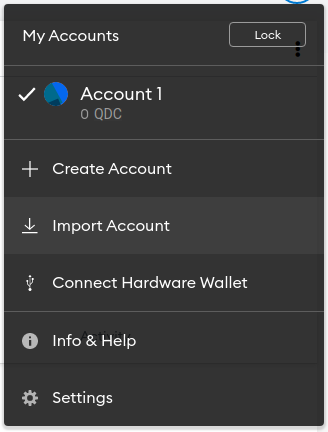 My Accounts
Lock
Account 1
0 QDC
Create Account
Import Account
Connect Hardware Wallet
Info & Help
Settings